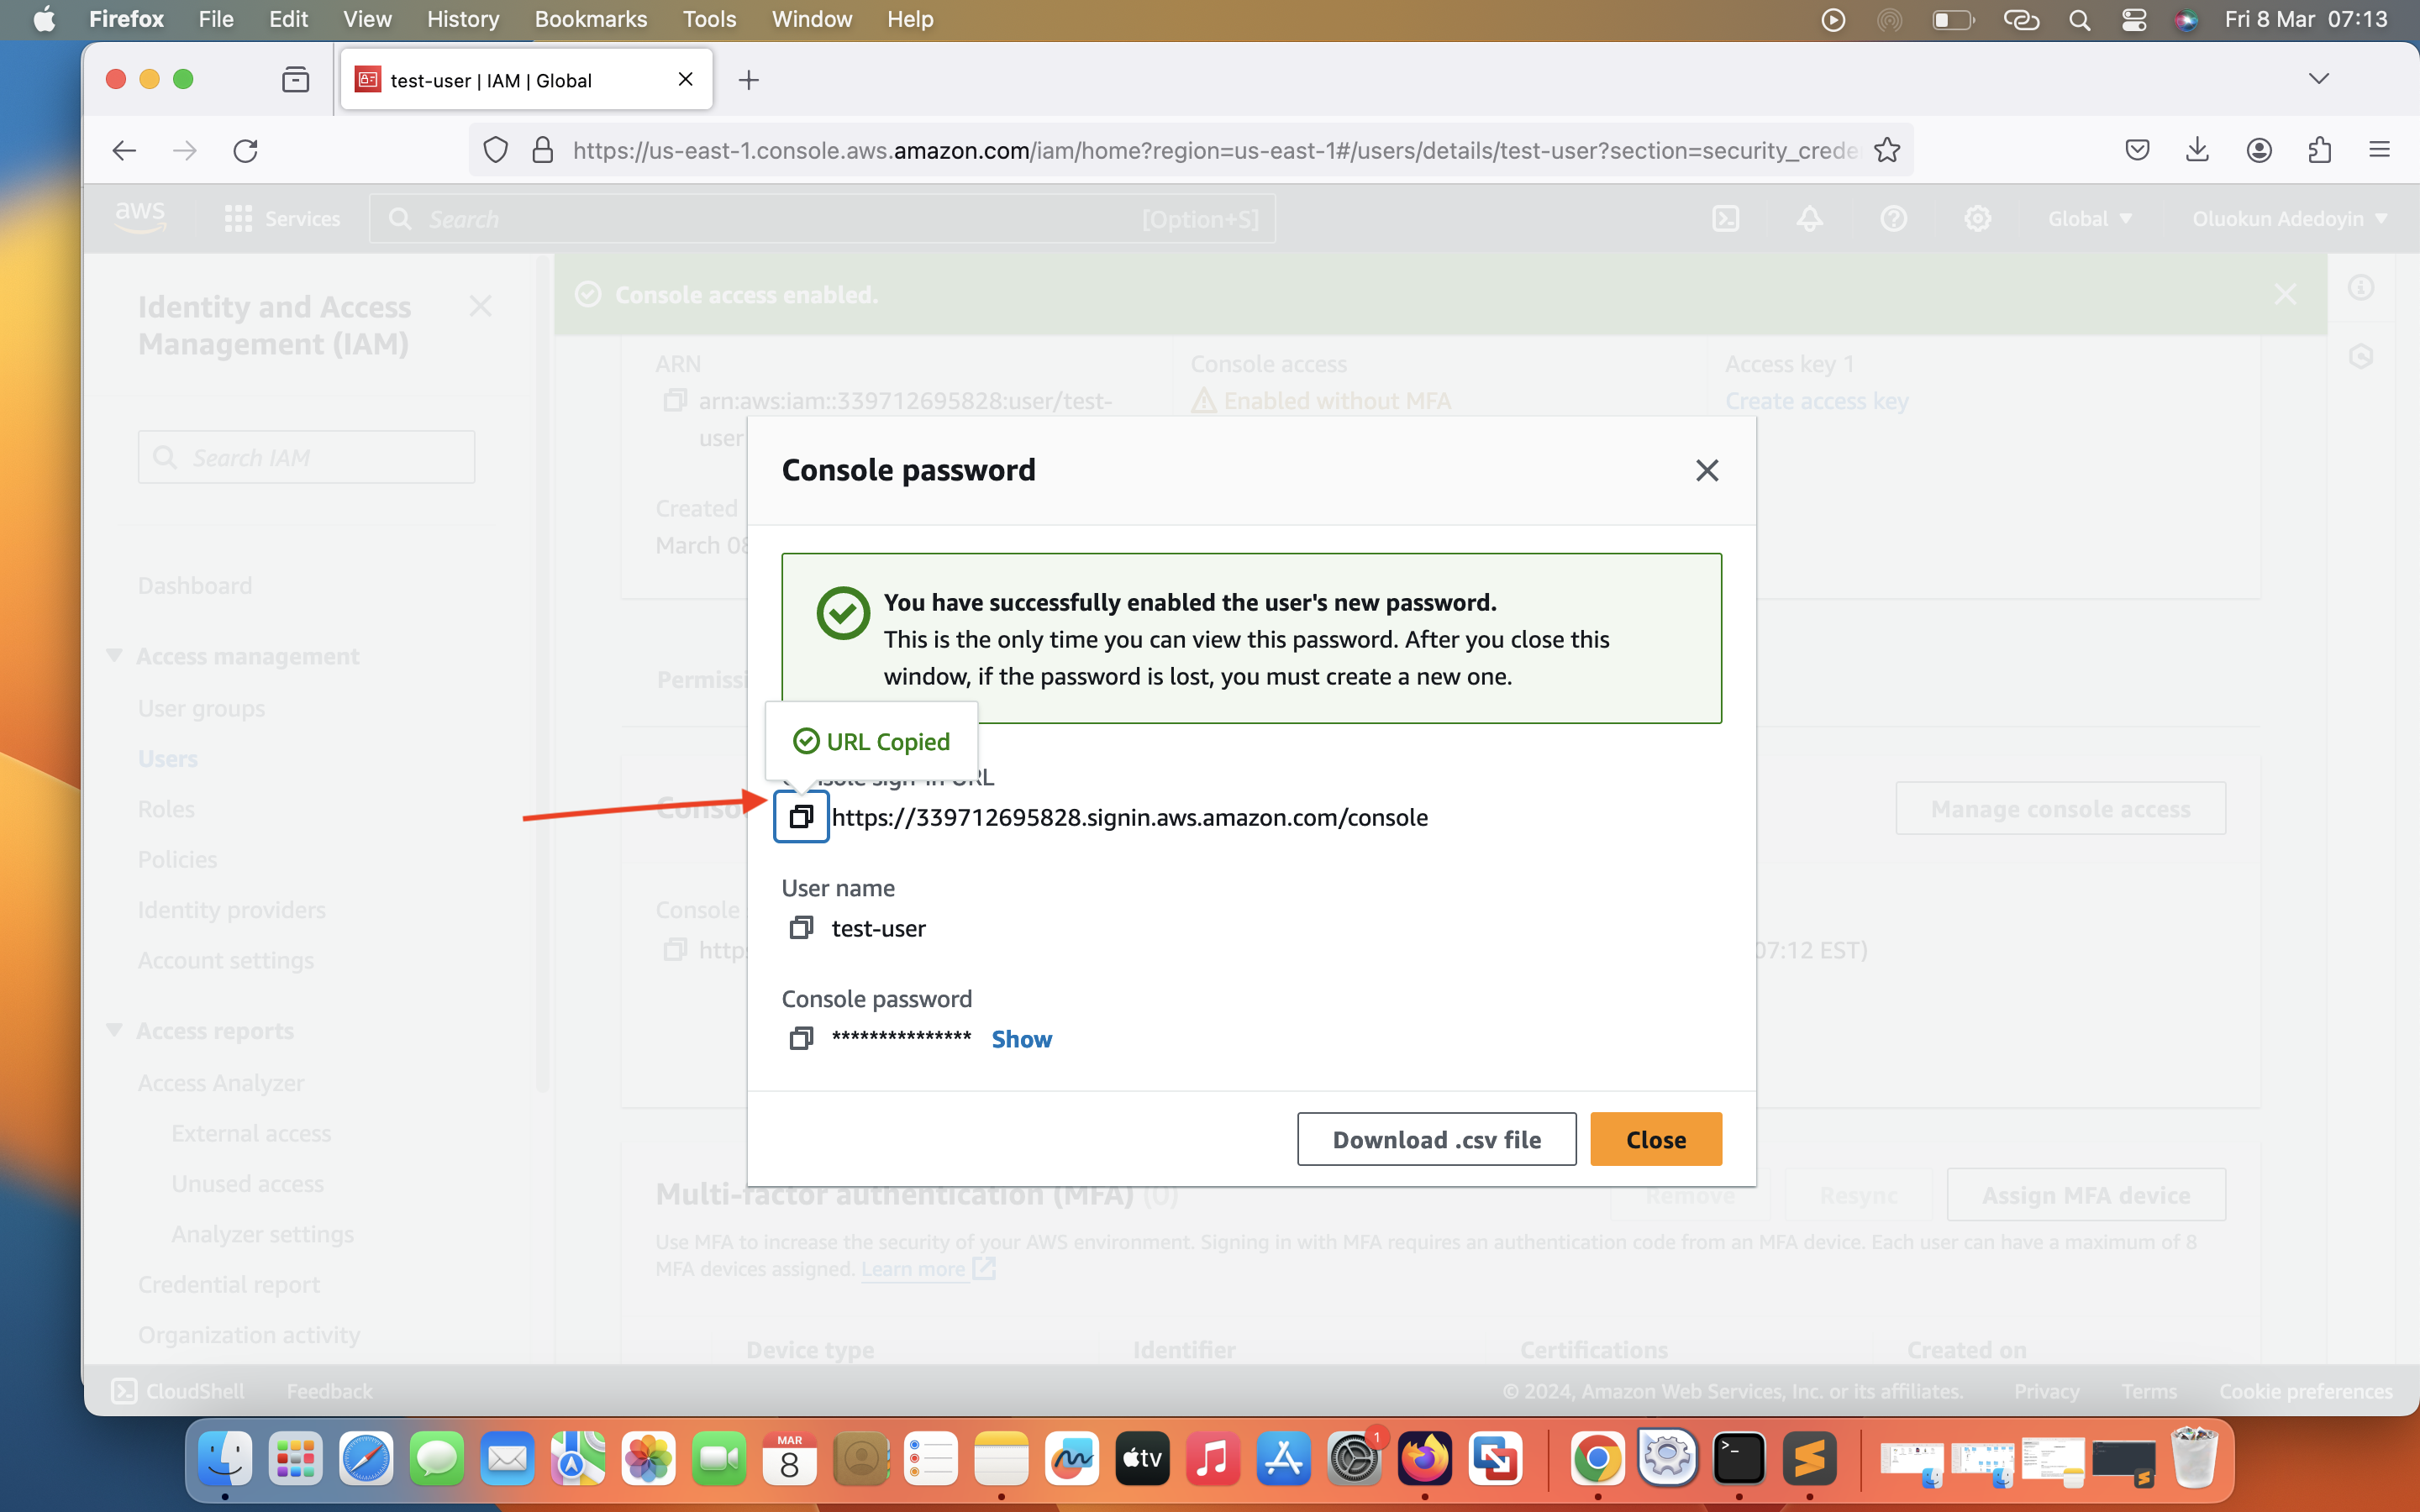 Firefox File Edit View History Bookmarks Tools Window Help Fri 8 Mar 07:13
test-user | IAM | Global
https://us-east-1.console.aws.amazon.com/iam/home?region=us-east-1#/users/details/test-user?section=security_crede
aws Services Search [Option+S] Global Oluokun Adedoyin
Identity and Access
Management (IAM)
Search IAM
Dashboard
Access management
User groups
Users
Roles
Policies
Identity providers
Account settings
Access reports
Access Analyzer
External access
Unused access
Analyzer settings
Credential report
Organization activity
Console access enabled.
ARN Console access Access key 1
arn:aws:iam::339712695828:user/test- Enabled without MFA Create access key
user
Created
March 08
Permissi
Console password
You have successfully enabled the user's new password.
This is the only time you can view this password. After you close this
window, if the password is lost, you must create a new one.
URL Copied
Console sign-in URL
https://339712695828.signin.aws.amazon.com/console
Manage console access
User name
test-user
Console
http
07:12 EST)
Console password
*************** Show
Download .csv file Close
Multi-factor authentication (MFA) (0) Remove Resync Assign MFA device
Use MFA to increase the security of your AWS environment. Signing in with MFA requires an authentication code from an MFA device. Each user can have a maximum of 8
MFA devices assigned. Learn more
Device type Identifier Certifications Created on
CloudShell Feedback © 2024, Amazon Web Services, Inc. or its affiliates. Privacy Terms Cookie preferences
MAR
8
tv
1